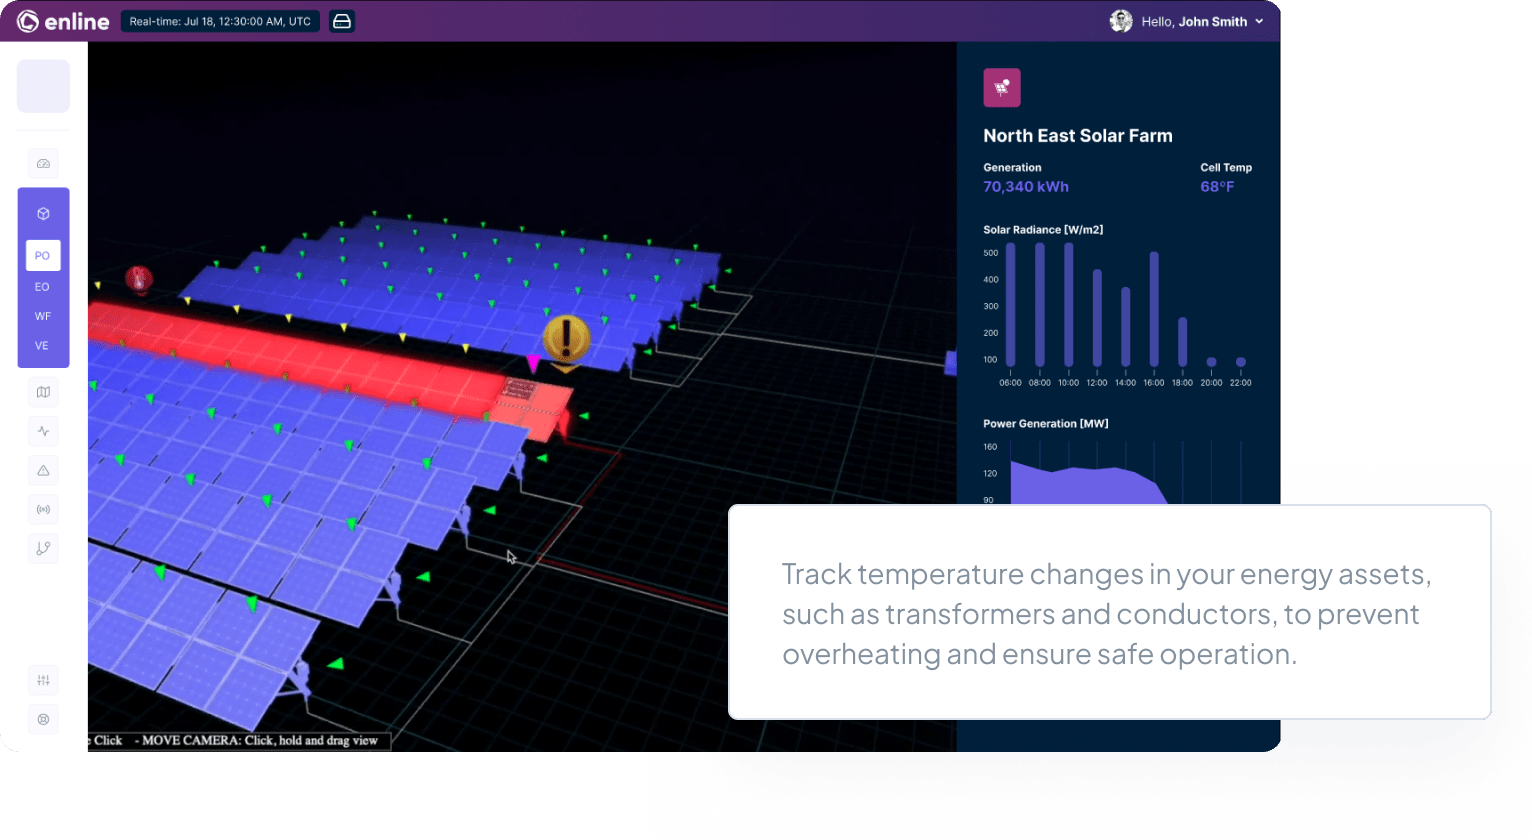 enline
Real-time: Jul 18, 12:30:00 AM, UTC
Hello, John Smith
PO
EO
WF
VE
North East Solar Farm
Generation
Cell Temp
70,340 kWh
68ºF
Solar Radiance [W/m2]
500
400
300
200
100
06:00 08:00 10:00 12:00 14:00 16:00 18:00 20:00 22:00
Power Generation [MW]
160
120
90
Track temperature changes in your energy assets,
such as transformers and conductors, to prevent
overheating and ensure safe operation.
Click - MOVE CAMERA: Click, hold and drag view